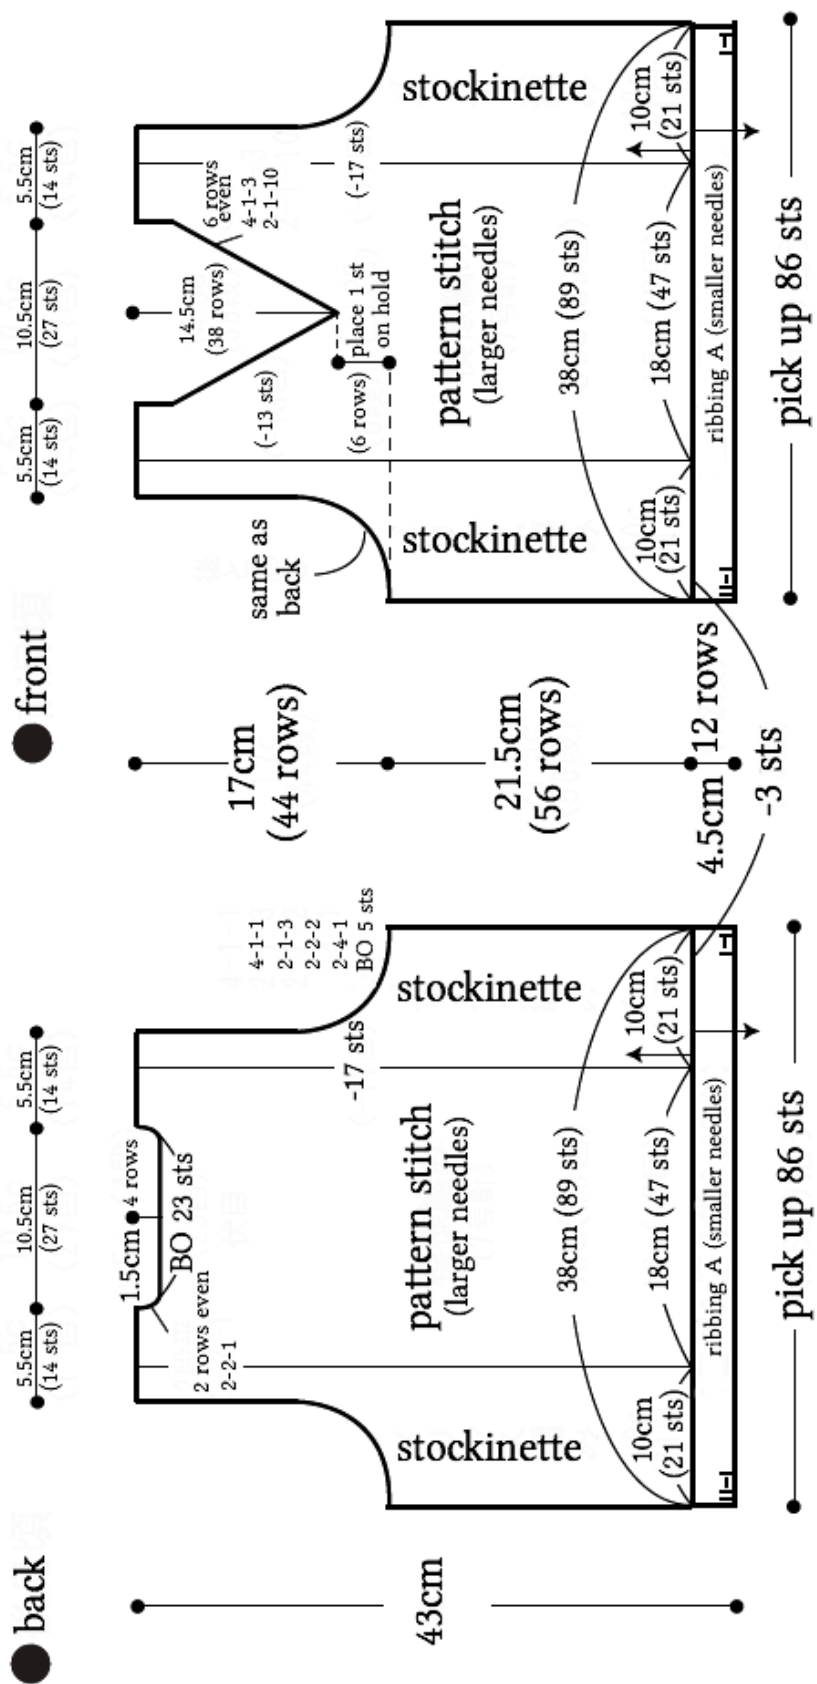 back
5.5cm
(14 sts)
10.5cm
(27 sts)
5.5cm
(14 sts)
1.5cm
4 rows
BO 23 sts
2 rows even
2-2-1
-17 sts
4-1-1
2-1-3
2-2-2
2-4-1
BO 5 sts
stockinette
pattern stitch
(larger needles)
stockinette
38cm (89 sts)
10cm
(21 sts)
18cm (47 sts)
10cm
(21 sts)
ribbing A (smaller needles)
pick up 86 sts
43cm
17cm
(44 rows)
21.5cm
(56 rows)
4.5cm
12 rows
-3 sts
front
5.5cm
(14 sts)
10.5cm
(27 sts)
5.5cm
(14 sts)
14.5cm
(38 rows)
6 rows
even
4-1-3
2-1-10
(-13 sts)
(-17 sts)
(6 rows)
place 1 st
on hold
same as
back
stockinette
pattern stitch
(larger needles)
stockinette
38cm (89 sts)
10cm
(21 sts)
18cm (47 sts)
10cm
(21 sts)
ribbing A (smaller needles)
pick up 86 sts